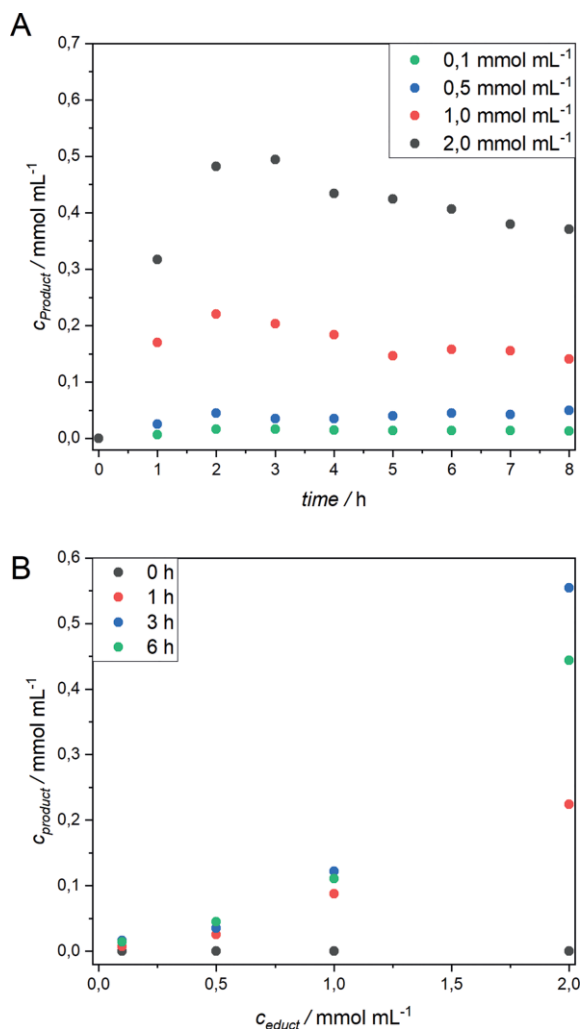 A
0,7
0,6
0,5
0,4
0,3
0,2
0,1
0,0
c_Product / mmol mL⁻¹
0,1 mmol mL⁻¹
0,5 mmol mL⁻¹
1,0 mmol mL⁻¹
2,0 mmol mL⁻¹
0 1 2 3 4 5 6 7 8
time / h
B
0,6
0,5
0,4
0,3
0,2
0,1
0,0
c_product / mmol mL⁻¹
0 h
1 h
3 h
6 h
0,0 0,5 1,0 1,5 2,0
c_educt / mmol mL⁻¹